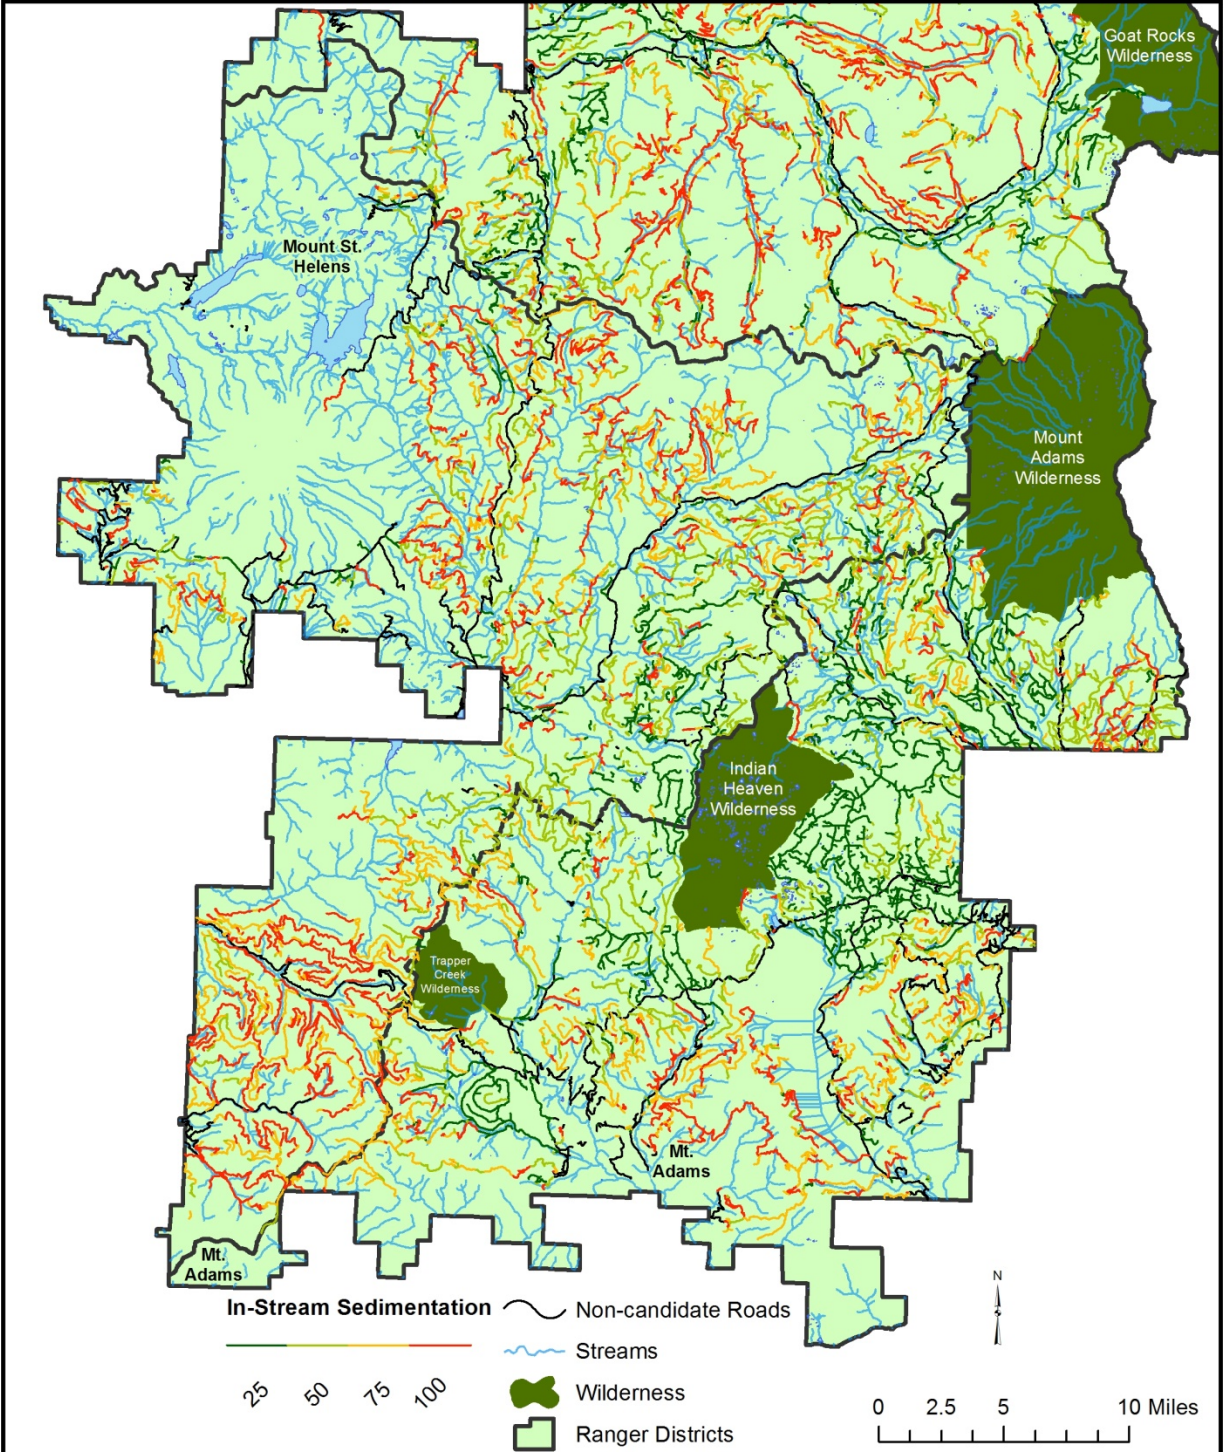 Goat Rocks
Wilderness
Mount St.
Helens
Mount
Adams
Wilderness
Indian
Heaven
Wilderness
Trapper
Creek
Wilderness
Mt.
Adams
Mt.
Adams
In-Stream Sedimentation
25 50 75 100
Non-candidate Roads
Streams
Wilderness
Ranger Districts
N
0 2.5 5 10 Miles